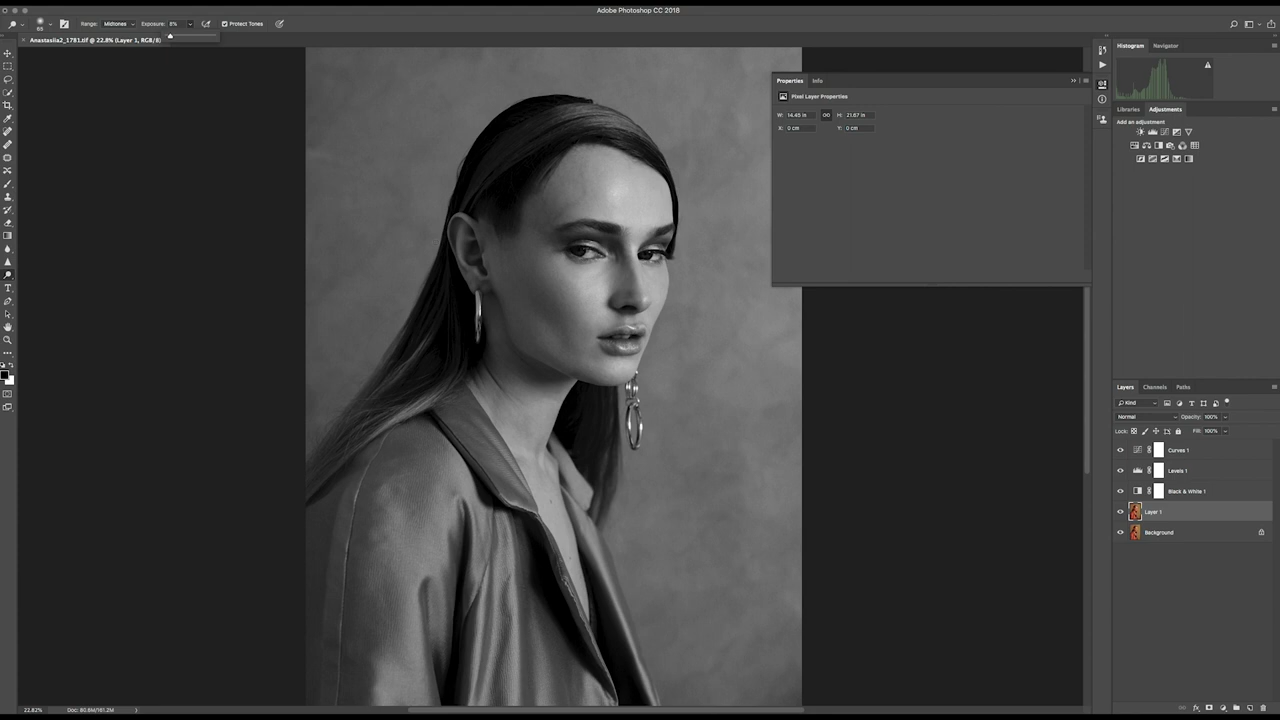 Adobe Photoshop CC 2018
Range: Midtones Exposure: 8% Protect Tones
Anastasiia2_1781.tif @ 22.8% (Layer 1, RGB/8)
Histogram Navigator
Properties Info
Pixel Layer Properties
W: 14.45 in H: 21.67 in
X: 0 cm Y: 0 cm
Libraries Adjustments
Add an adjustment
Layers Channels Paths
Kind
Normal Opacity: 100%
Lock: Fill: 100%
Curves 1
Levels 1
Black & White 1
Layer 1
Background
22.82% Doc: 80.6M/161.2M